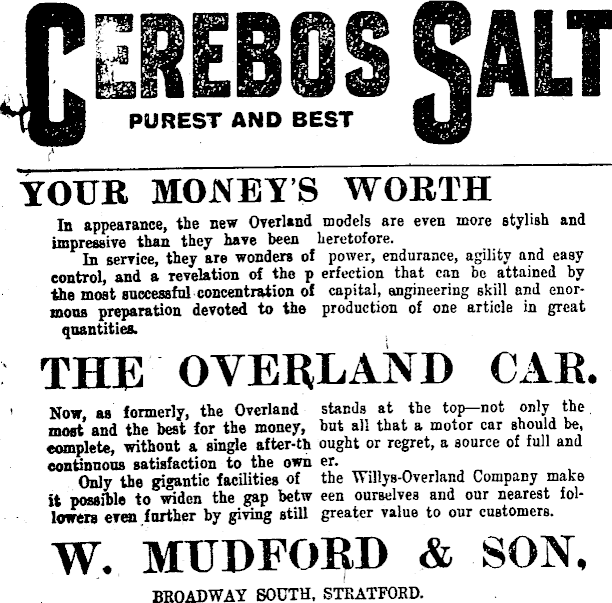 CEREBOS SALT
PUREST AND BEST
YOUR MONEY'S WORTH
In appearance, the new Overland models are even more stylish and
impressive than they have been heretofore.
In service, they are wonders of power, endurance, agility and easy
control, and a revelation of the p erfection that can be attained by
the most successful concentration of capital, engineering skill and enor-
mous preparation devoted to the production of one article in great
quantities.
THE OVERLAND CAR.
Now, as formerly, the Overland stands at the top—not only the
most and the best for the money, but all that a motor car should be,
complete, without a single after-th ought or regret, a source of full and
continuous satisfaction to the own er.
Only the gigantic facilities of the Willys-Overland Company make
it possible to widen the gap betw een ourselves and our nearest fol-
lowers even further by giving still greater value to our customers.
W. MUDFORD & SON,
BROADWAY SOUTH, STRATFORD.